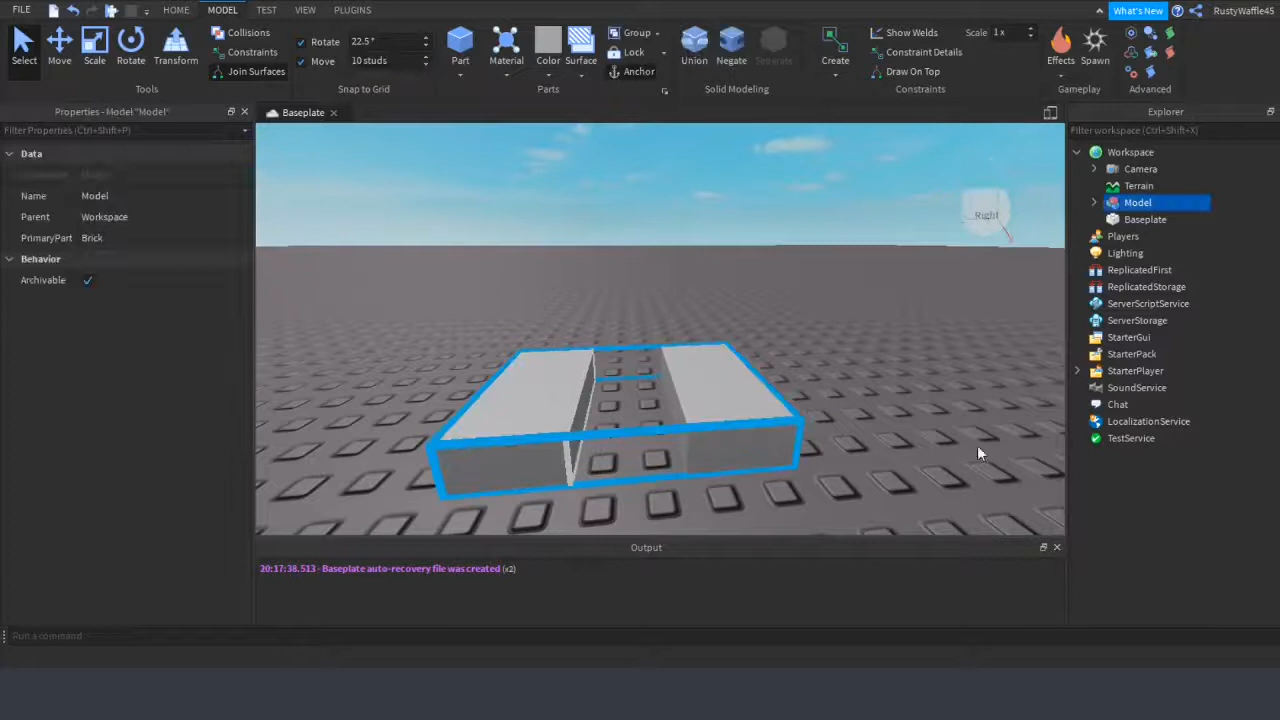 FILE HOME MODEL TEST VIEW PLUGINS What's New RustyWaffle45
Select Move Scale Rotate Transform
Collisions
Constraints
Join Surfaces
Tools
Rotate 22.5°
Move 10 studs
Snap to Grid
Part Material Color Surface
Group
Lock
Anchor
Parts
Union Negate Separate
Solid Modeling
Create
Show Welds Scale 1 x
Constraint Details
Draw On Top
Constraints
Effects Spawn
Gameplay
Advanced
Properties - Model "Model"
Filter Properties (Ctrl+Shift+P)
Data
Name Model
Parent Workspace
PrimaryPart Brick
Behavior
Archivable
Baseplate
Right
Explorer
Filter workspace (Ctrl+Shift+X)
Workspace
Camera
Terrain
Model
Baseplate
Players
Lighting
ReplicatedFirst
ReplicatedStorage
ServerScriptService
ServerStorage
StarterGui
StarterPack
StarterPlayer
SoundService
Chat
LocalizationService
TestService
Output
20:17:38.513 - Baseplate auto-recovery file was created (x2)
Run a command